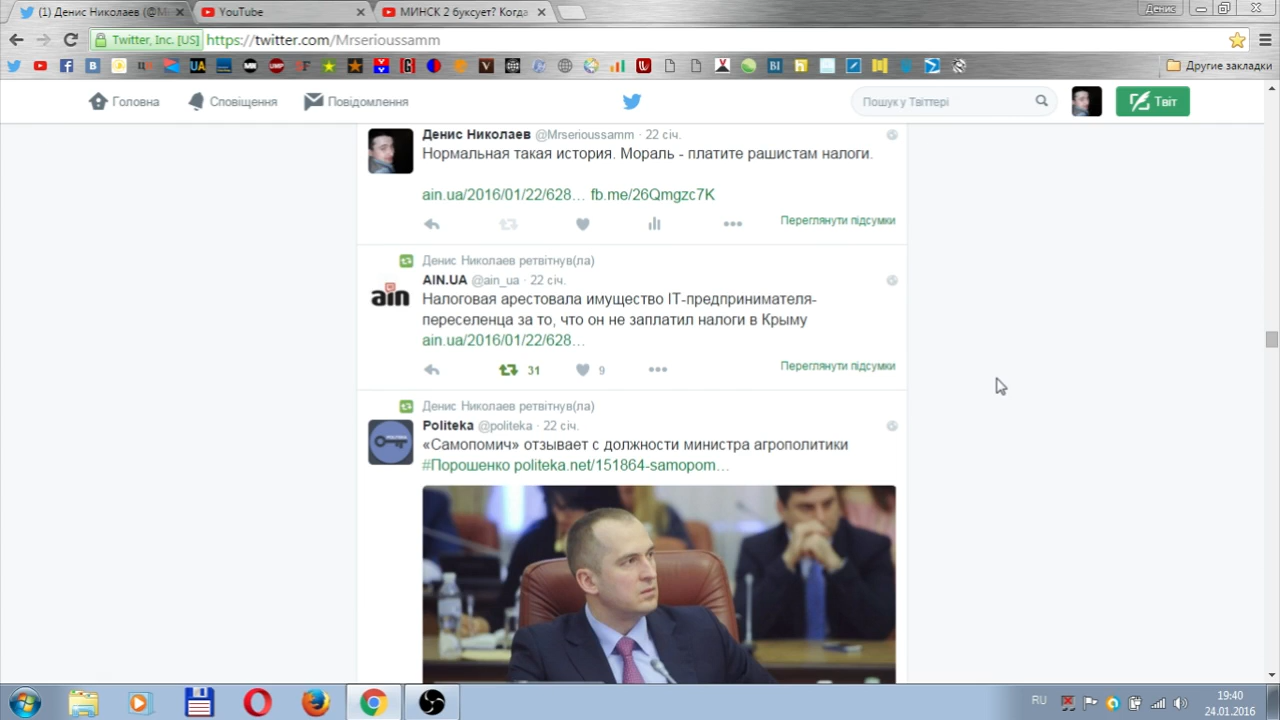 (1) Денис Николаев (@М
YouTube
МИНСК 2 буксует? Когда
Денис
Twitter, Inc. [US] https://twitter.com/Mrserioussamm
Другие закладки
Головна
Сповіщення
Повідомлення
Пошук у Твіттері
Твіт
Денис Николаев @Mrserioussamm · 22 січ.
Нормальная такая история. Мораль - платите рашистам налоги.
ain.ua/2016/01/22/628… fb.me/26Qmgzc7K
Переглянути підсумки
Денис Николаев ретвітнув(ла)
AIN.UA @ain_ua · 22 січ.
ain
Налоговая арестовала имущество IT-предпринимателя-
переселенца за то, что он не заплатил налоги в Крыму
ain.ua/2016/01/22/628…
31
9
Переглянути підсумки
Денис Николаев ретвітнув(ла)
Politeka @politeka · 22 січ.
«Самопомич» отзывает с должности министра агрополитики
#Порошенко politeka.net/151864-samopom…
RU
19:40
24.01.2016